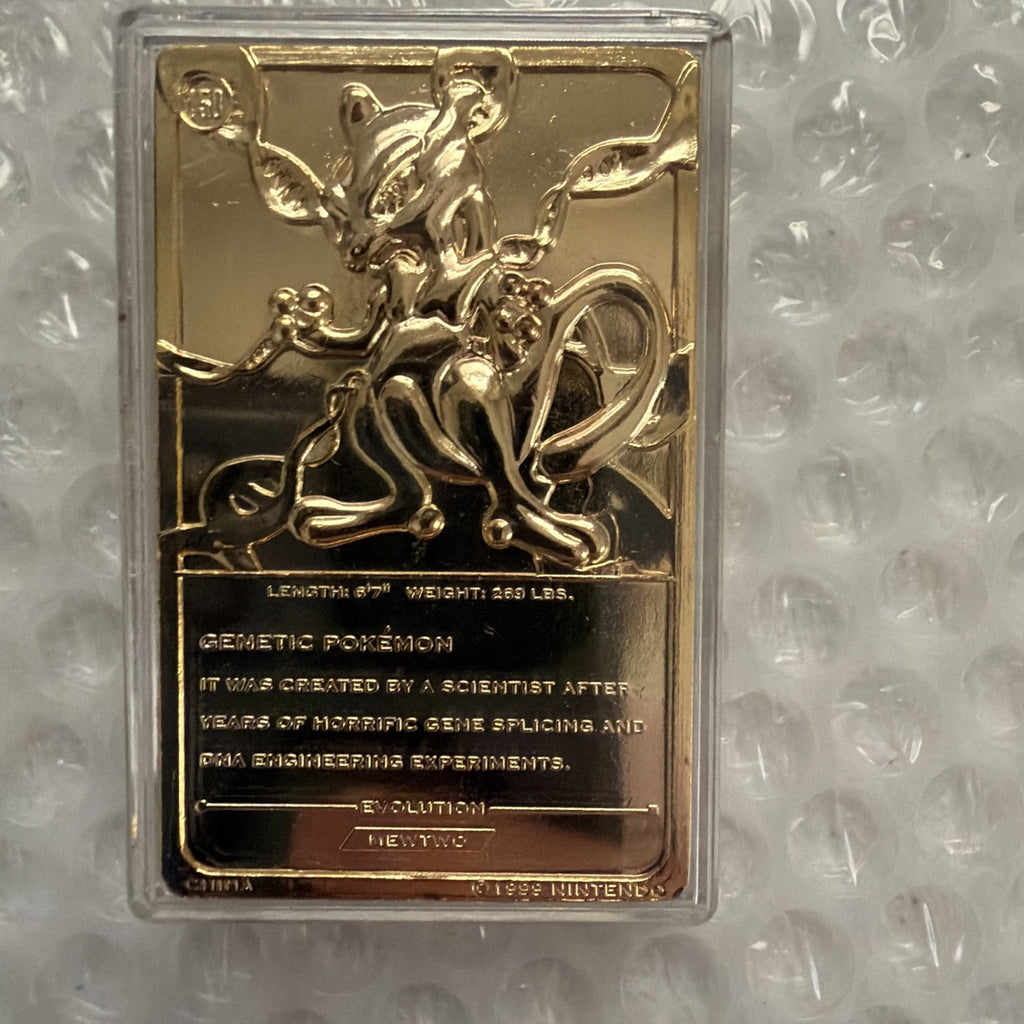 150
LENGTH: 6'7" WEIGHT: 269 LBS.
GENETIC POKÉMON
IT WAS CREATED BY A SCIENTIST AFTER
YEARS OF HORRIFIC GENE SPLICING AND
DNA ENGINEERING EXPERIMENTS.
EVOLUTION
MEWTWO
CHINA
©1999 NINTENDO